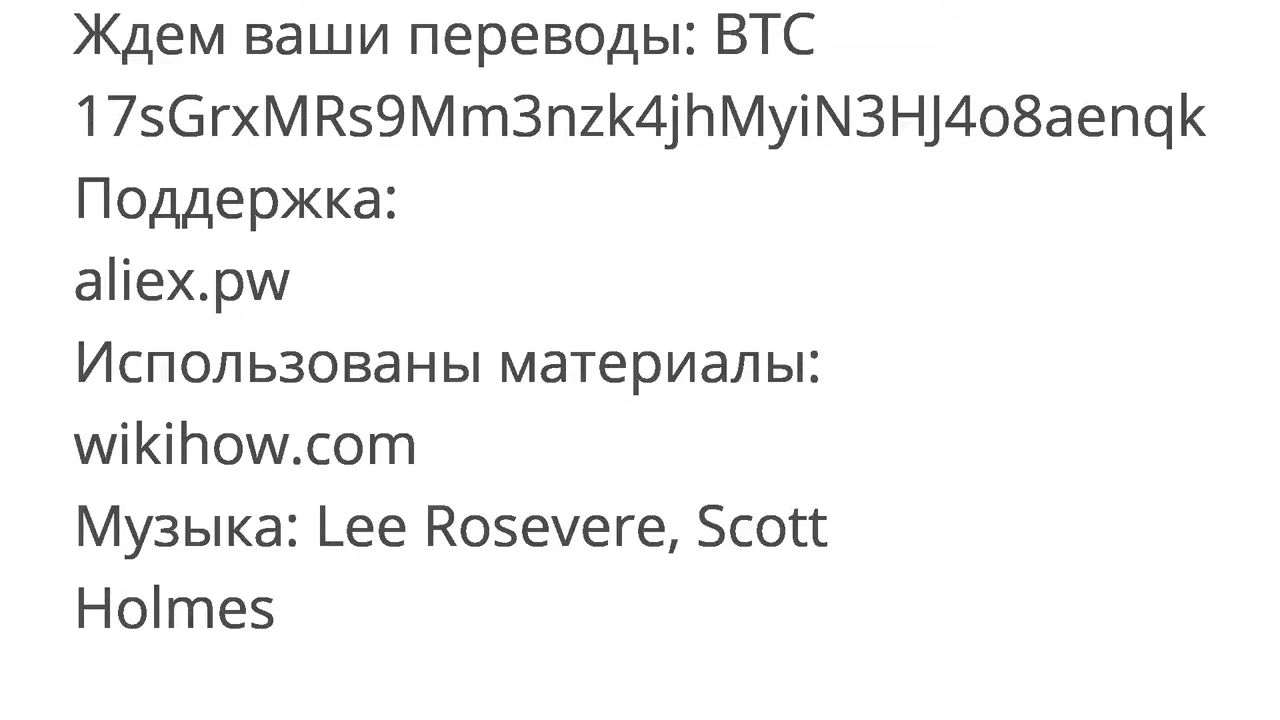 Ждем ваши переводы: BTC
17sGrxMRs9Mm3nzk4jhMyiN3HJ4o8aenqk
Поддержка:
aliex.pw
Использованы материалы:
wikihow.com
Музыка: Lee Rosevere, Scott
Holmes